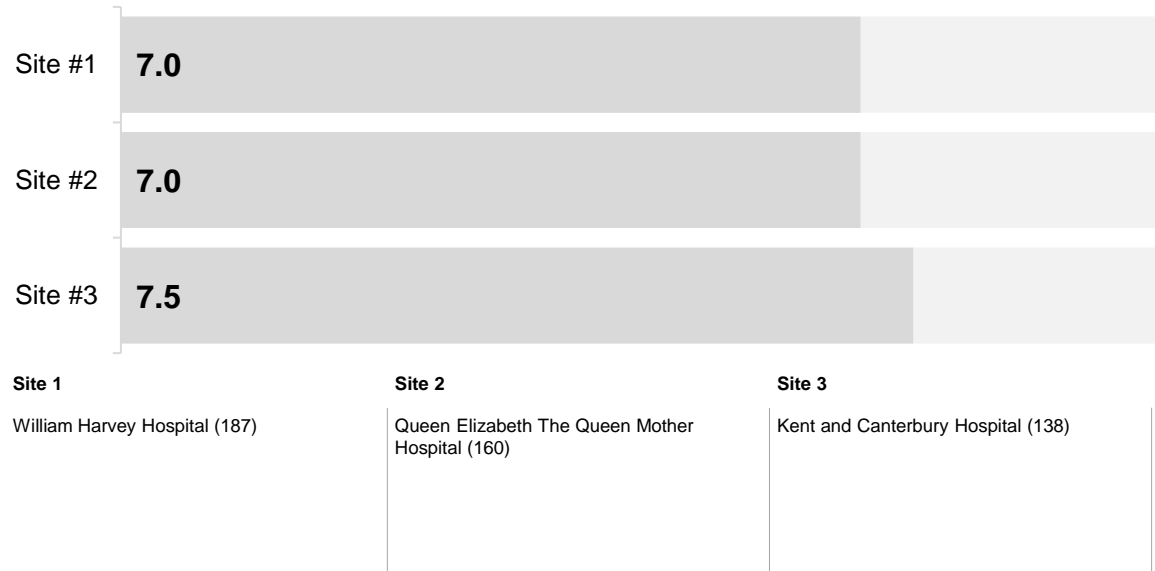 Site #1
7.0
Site #2
7.0
Site #3
7.5
Site 1
William Harvey Hospital (187)
Site 2
Queen Elizabeth The Queen Mother
Hospital (160)
Site 3
Kent and Canterbury Hospital (138)